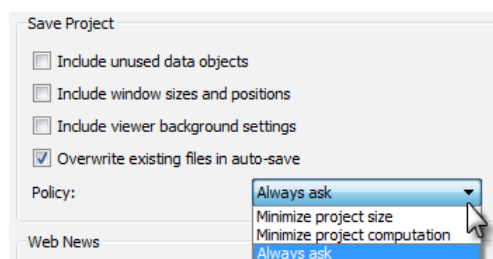 Save Project
Include unused data objects
Include window sizes and positions
Include viewer background settings
Overwrite existing files in auto-save
Policy: Always ask
Minimize project size
Minimize project computation
Web News
Always ask